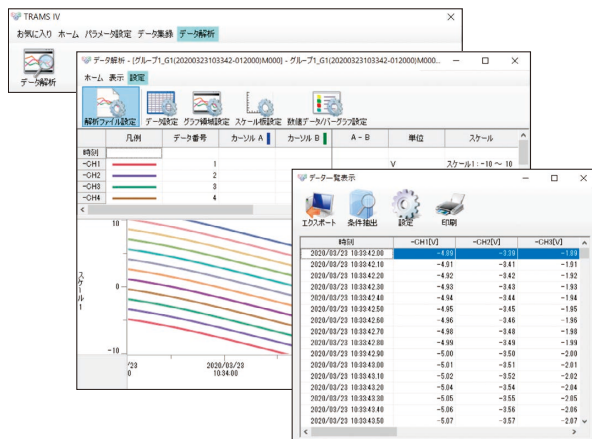 TRAMS IV
お気に入り ホーム パラメータ設定 データ集録 データ解析
データ解析
データ解析 - [グループ1_G1(20200323103342-012000)M000] - グループ1_G1(20200323103342-012000)M000...
ホーム 表示 設定
解析ファイル設定 データ設定 グラフ領域設定 スケール板設定 数値データ/バーグラフ設定
凡例 データ番号 カーソル A カーソル B A - B 単位 スケール
時刻
-CH1 1 V スケール1 : -10 ～ 10
-CH2 2
-CH3 3
-CH4 4
10
0
-10
スケール1
/23 2020/03/23
0 10:34:00
データ一覧表示
エクスポート 条件抽出 設定 印刷
時刻 -CH1[V] -CH2[V] -CH3[V]
2020/03/23 10:33:42.00 -4.89 -3.39 -1.89
2020/03/23 10:33:42.10 -4.91 -3.41 -1.91
2020/03/23 10:33:42.20 -4.92 -3.42 -1.92
2020/03/23 10:33:42.30 -4.93 -3.43 -1.93
2020/03/23 10:33:42.40 -4.94 -3.44 -1.94
2020/03/23 10:33:42.50 -4.95 -3.45 -1.95
2020/03/23 10:33:42.60 -4.96 -3.46 -1.96
2020/03/23 10:33:42.70 -4.98 -3.48 -1.98
2020/03/23 10:33:42.80 -4.99 -3.49 -1.99
2020/03/23 10:33:42.90 -5.00 -3.50 -2.00
2020/03/23 10:33:43.00 -5.01 -3.51 -2.01
2020/03/23 10:33:43.10 -5.02 -3.52 -2.02
2020/03/23 10:33:43.20 -5.04 -3.54 -2.04
2020/03/23 10:33:43.30 -5.05 -3.55 -2.05
2020/03/23 10:33:43.40 -5.06 -3.56 -2.06
2020/03/23 10:33:43.50 -5.07 -3.57 -2.07